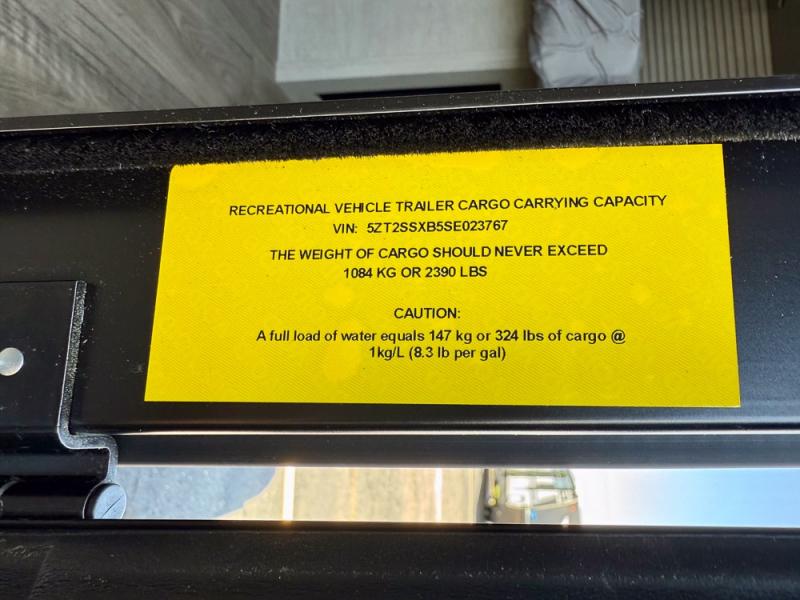 RECREATIONAL VEHICLE TRAILER CARGO CARRYING CAPACITY
VIN: 5ZT2SSXB5SE023767
THE WEIGHT OF CARGO SHOULD NEVER EXCEED
1084 KG OR 2390 LBS
CAUTION:
A full load of water equals 147 kg or 324 lbs of cargo @
1kg/L (8.3 lb per gal)